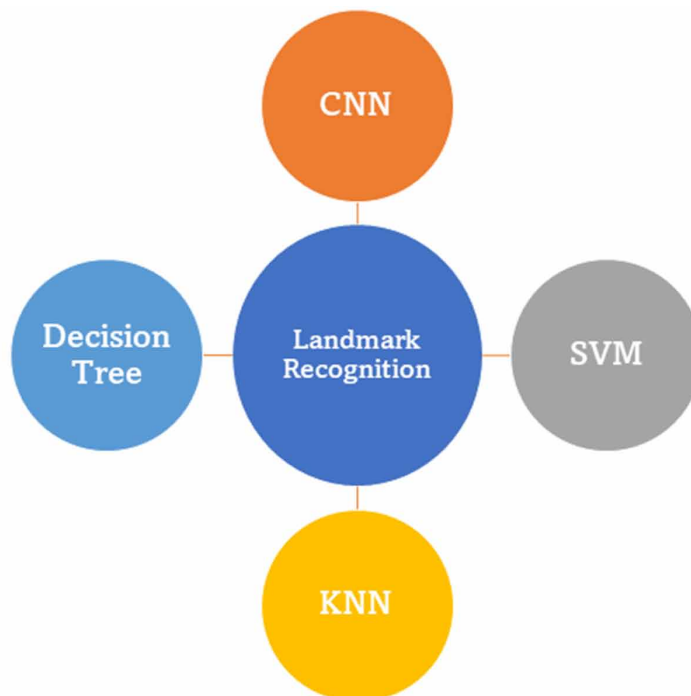 CNN
Decision
Tree
Landmark
Recognition
SVM
KNN